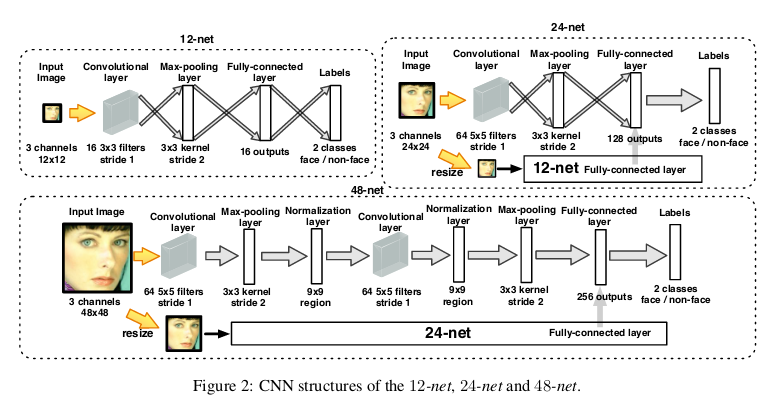 12-net
Input
Image
Convolutional
layer
Max-pooling
layer
Fully-connected
layer
Labels
3 channels
12x12
16 3x3 filters
stride 1
3x3 kernel
stride 2
16 outputs
2 classes
face / non-face
24-net
Input
Image
Convolutional
layer
Max-pooling
layer
Fully-connected
layer
Labels
3 channels
24x24
64 5x5 filters
stride 1
3x3 kernel
stride 2
128 outputs
2 classes
face / non-face
resize
12-net Fully-connected layer
48-net
Input Image
Convolutional
layer
Max-pooling
layer
Normalization
layer
Convolutional
layer
Normalization
layer
Max-pooling
layer
Fully-connected
layer
Labels
3 channels
48x48
64 5x5 filters
stride 1
3x3 kernel
stride 2
9x9
region
64 5x5 filters
stride 1
9x9
region
3x3 kernel
stride 2
256 outputs
2 classes
face / non-face
resize
24-net
Fully-connected layer
Figure 2: CNN structures of the 12-net, 24-net and 48-net.